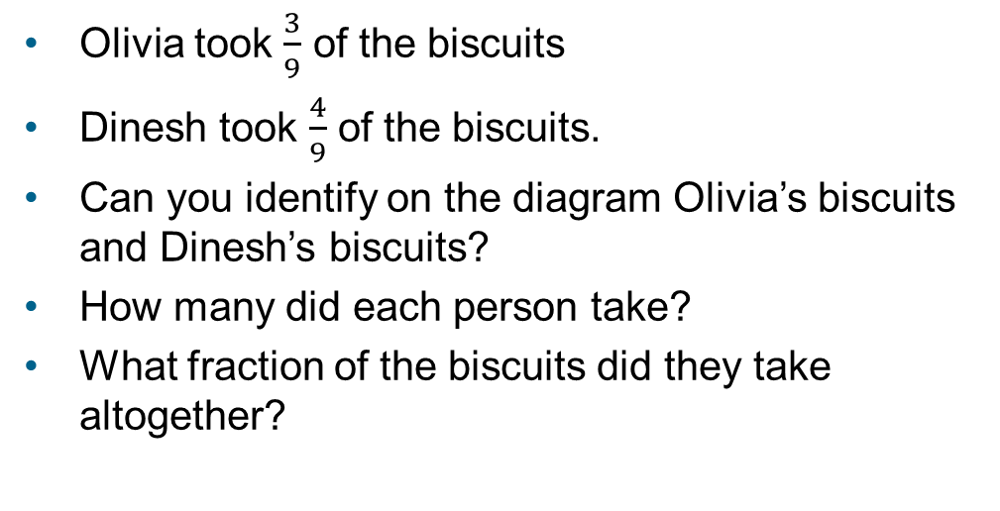 • Olivia took 3/9 of the biscuits
• Dinesh took 4/9 of the biscuits.
• Can you identify on the diagram Olivia’s biscuits
and Dinesh’s biscuits?
• How many did each person take?
• What fraction of the biscuits did they take
altogether?